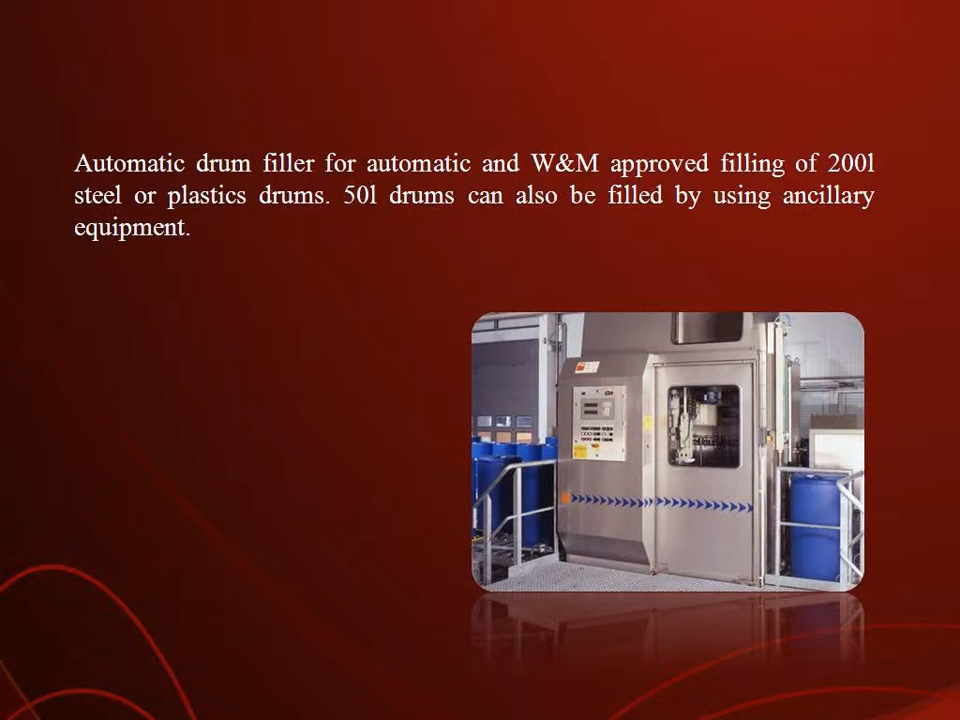 Automatic drum filler for automatic and W&M approved filling of 200l
steel or plastics drums. 50l drums can also be filled by using ancillary
equipment.